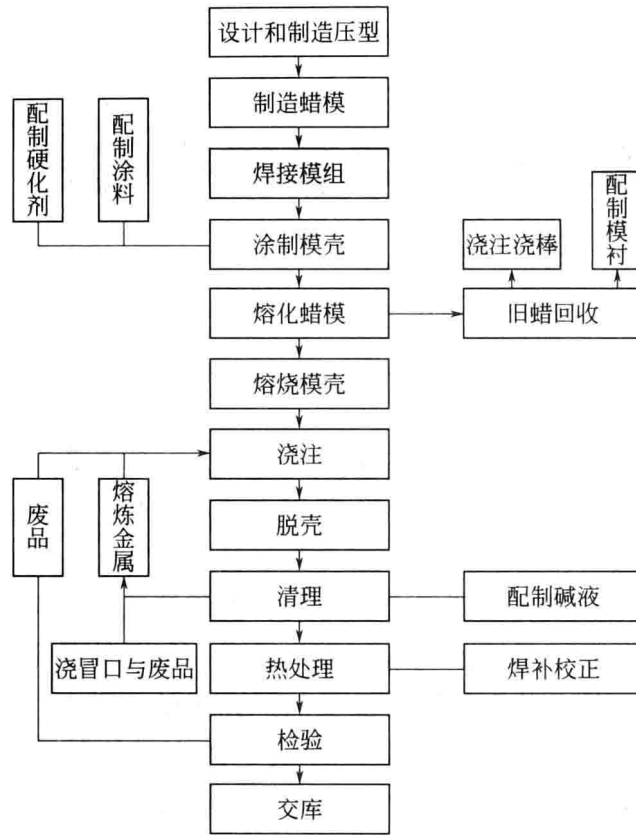 设计和制造压型
制造蜡模
配制硬化剂
配制涂料
焊接模组
配制模衬
涂制模壳
浇注浇棒
熔化蜡模
旧蜡回收
熔烧模壳
浇注
废品
熔炼金属
脱壳
清理
配制碱液
浇冒口与废品
热处理
焊补校正
检验
交库